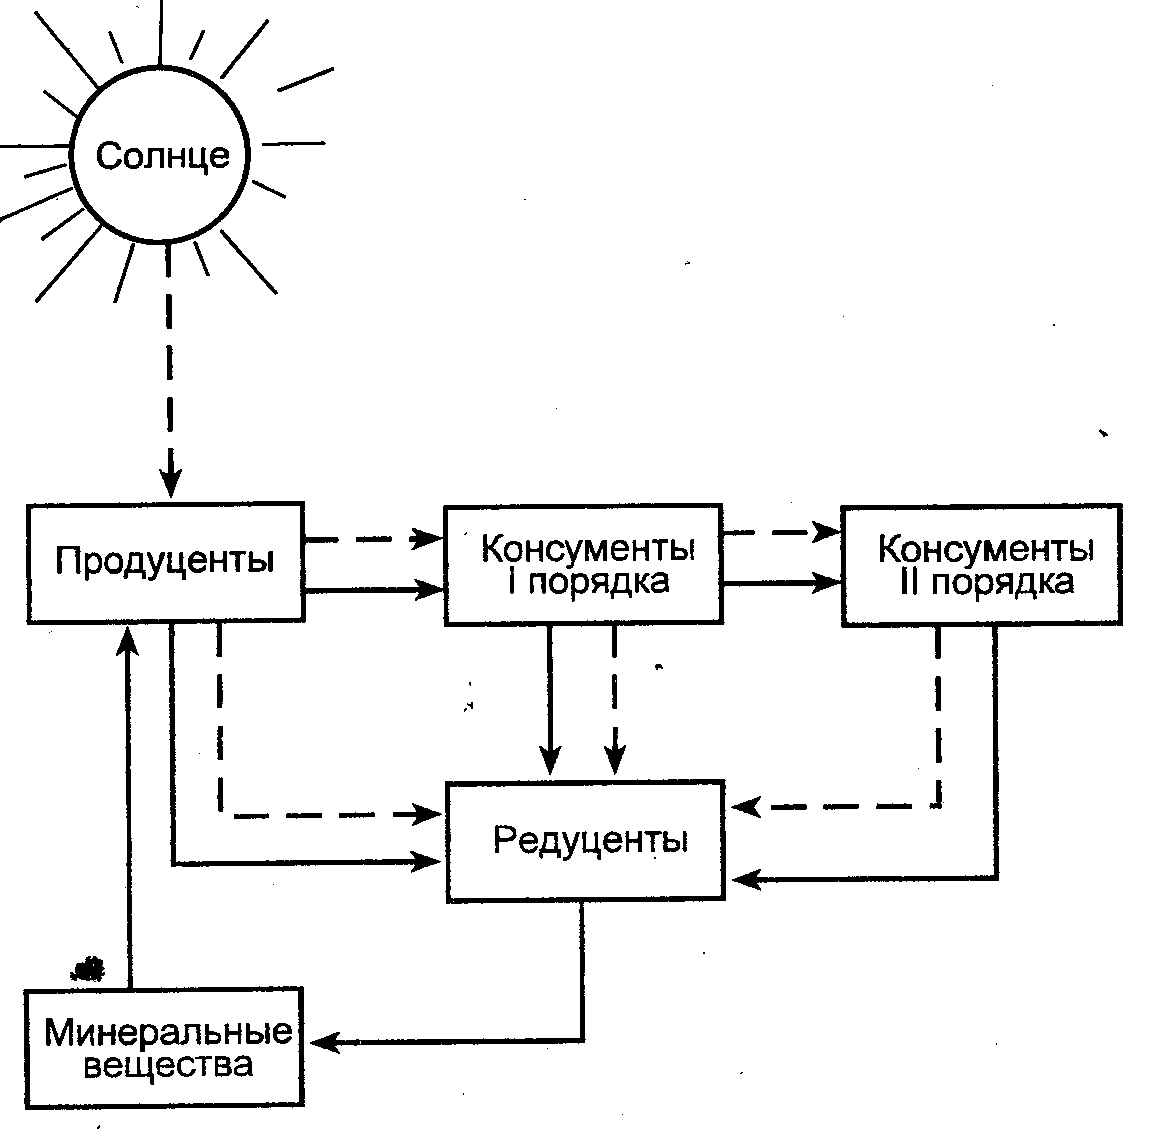 Солнце
Продуценты
Консументы
I порядка
Консументы
II порядка
Редуценты
Минеральные
вещества